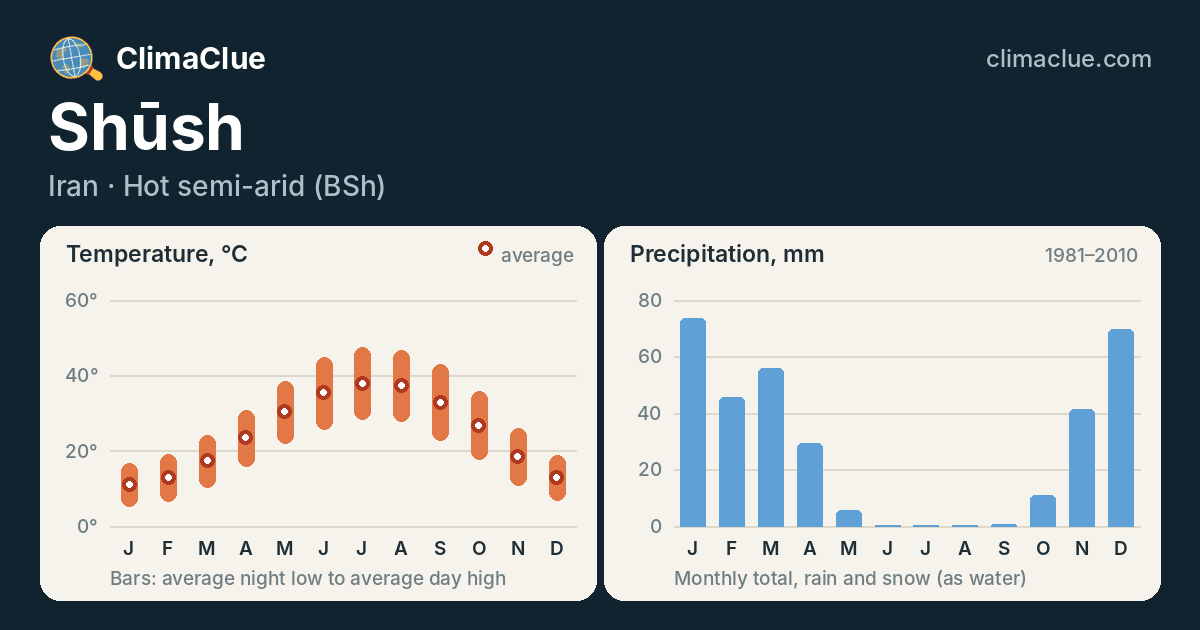 ClimaClue
climaclue.com
Shūsh
Iran · Hot semi-arid (BSh)
Temperature, °C
average
60°
40°
20°
0°
J F M A M J J A S O N D
Bars: average night low to average day high
Precipitation, mm
1981–2010
80
60
40
20
0
J F M A M J J A S O N D
Monthly total, rain and snow (as water)